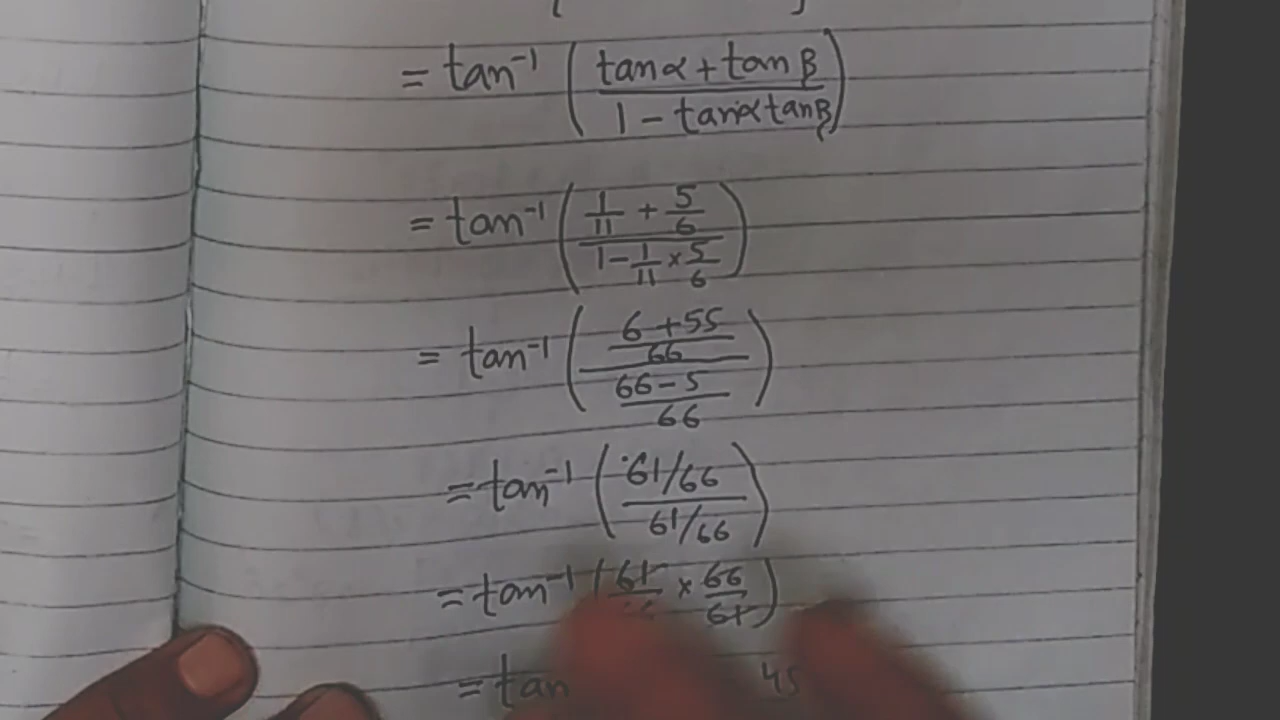 = tan⁻¹ ( (tanα + tan β) / (1 - tanα tanβ) )
= tan⁻¹ ( (1/11 + 5/6) / (1 - 1/11 × 5/6) )
= tan⁻¹ ( ((6 + 55)/66) / ((66 - 5)/66) )
= tan⁻¹ ( (61/66) / (61/66) )
= tan⁻¹ ( 61/66 × 66/61 )
= tan 45